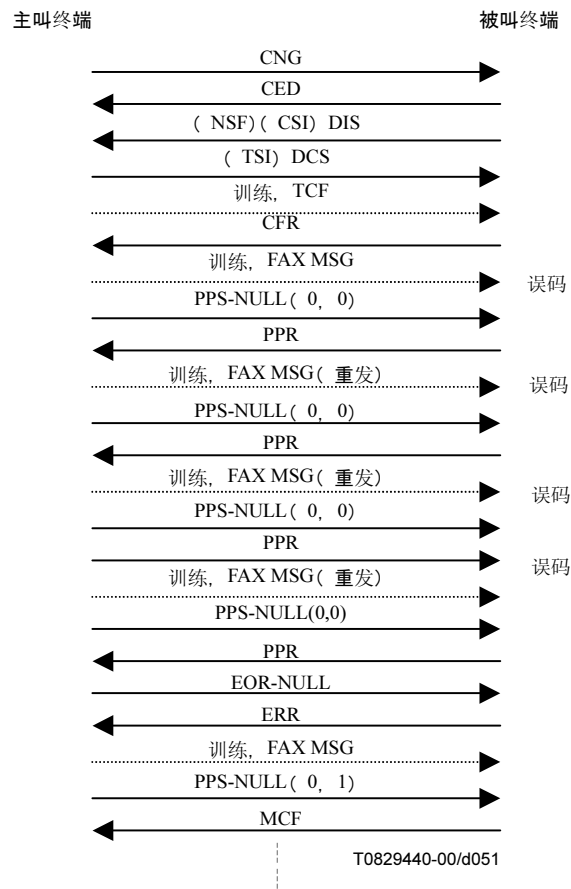 主叫终端 被叫终端
CNG
CED
( NSF)( CSI) DIS
( TSI) DCS
训练, TCF
CFR
训练, FAX MSG
误码
PPS-NULL( 0, 0)
PPR
训练, FAX MSG( 重发)
误码
PPS-NULL( 0, 0)
PPR
训练, FAX MSG( 重发)
误码
PPS-NULL( 0, 0)
PPR
误码
训练, FAX MSG( 重发)
PPS-NULL(0,0)
PPR
EOR-NULL
ERR
训练, FAX MSG
PPS-NULL( 0, 1)
MCF
T0829440-00/d051